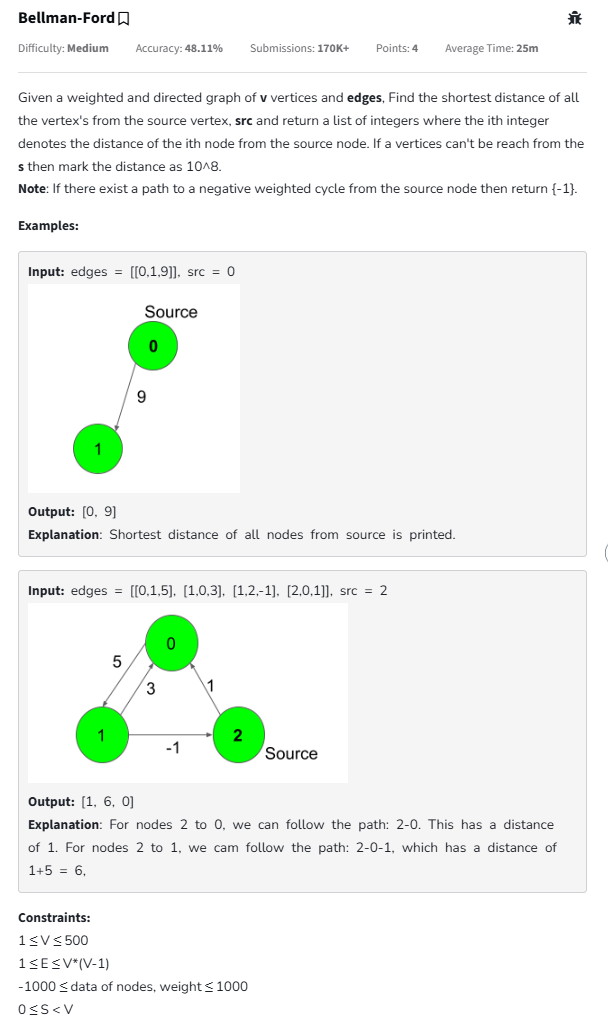 Bellman-Ford
Difficulty: Medium Accuracy: 48.11% Submissions: 170K+ Points: 4 Average Time: 25m
Given a weighted and directed graph of v vertices and edges, Find the shortest distance of all
the vertex's from the source vertex, src and return a list of integers where the ith integer
denotes the distance of the ith node from the source node. If a vertices can't be reach from the
s then mark the distance as 10^8.
Note: If there exist a path to a negative weighted cycle from the source node then return {-1}.
Examples:
Input: edges = [[0,1,9]], src = 0
Source
0
9
1
Output: [0, 9]
Explanation: Shortest distance of all nodes from source is printed.
Input: edges = [[0,1,5], [1,0,3], [1,2,-1], [2,0,1]], src = 2
0
5
3
1
1
2
-1
Source
Output: [1, 6, 0]
Explanation: For nodes 2 to 0, we can follow the path: 2-0. This has a distance
of 1. For nodes 2 to 1, we cam follow the path: 2-0-1, which has a distance of
1+5 = 6,
Constraints:
1 ≤ V ≤ 500
1 ≤ E ≤ V*(V-1)
-1000 ≤ data of nodes, weight ≤ 1000
0 ≤ S < V